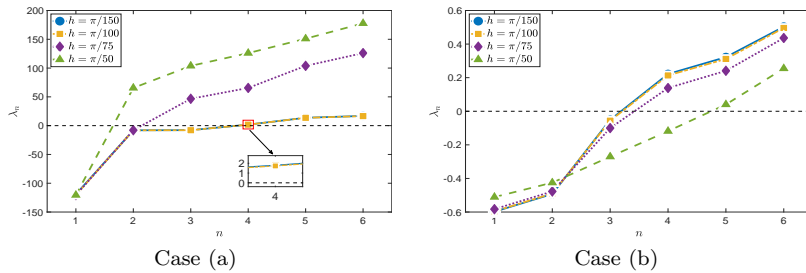 h = π/150
h = π/100
h = π/75
h = π/50
200
150
100
50
0
-50
-100
-150
λn
2
1
0
4
1 2 3 4 5 6
n
Case (a)
h = π/150
h = π/100
h = π/75
h = π/50
0.6
0.4
0.2
0
-0.2
-0.4
-0.6
λn
1 2 3 4 5 6
n
Case (b)